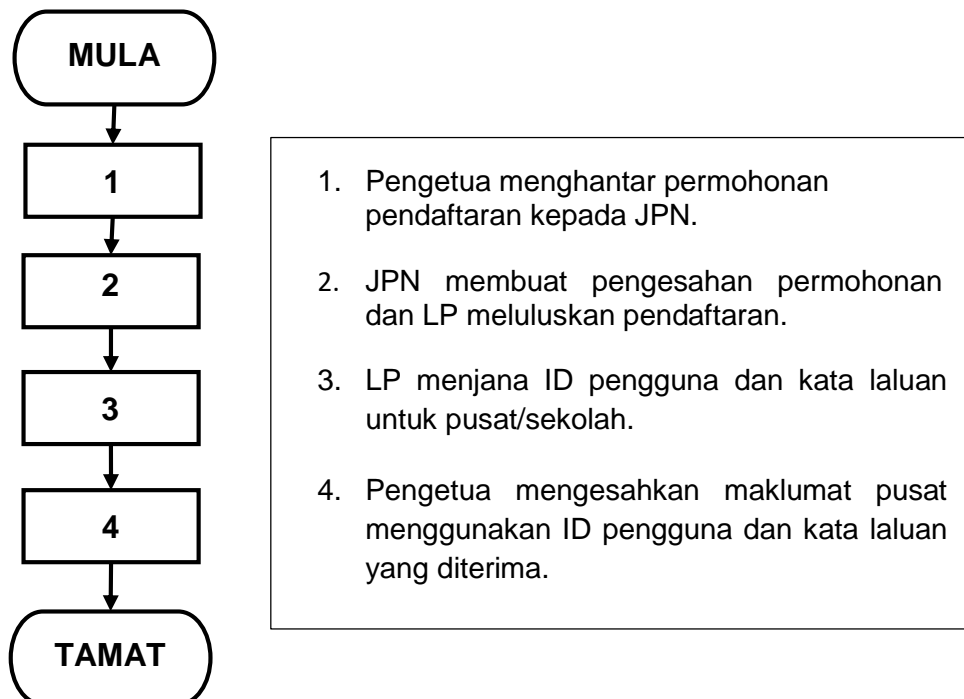 MULA
1
2
3
4
TAMAT
1. Pengetua menghantar permohonan
pendaftaran kepada JPN.
2. JPN membuat pengesahan permohonan
dan LP meluluskan pendaftaran.
3. LP menjana ID pengguna dan kata laluan
untuk pusat/sekolah.
4. Pengetua mengesahkan maklumat pusat
menggunakan ID pengguna dan kata laluan
yang diterima.